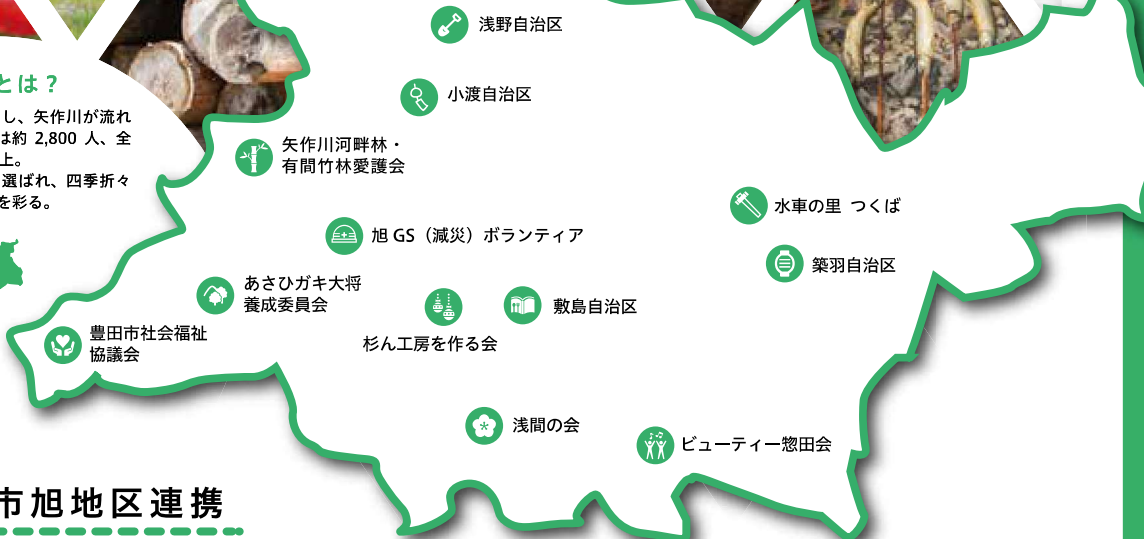 浅野自治区
小渡自治区
とは？
し、矢作川が流れ
は約 2,800 人、全
上。
選ばれ、四季折々
を彩る。
矢作川河畔林・
有間竹林愛護会
水車の里 つくば
旭 GS（減災）ボランティア
築羽自治区
あさひガキ大将
養成委員会
敷島自治区
豊田市社会福祉
協議会
杉ん工房を作る会
浅間の会
ビューティー惣田会
市旭地区連携